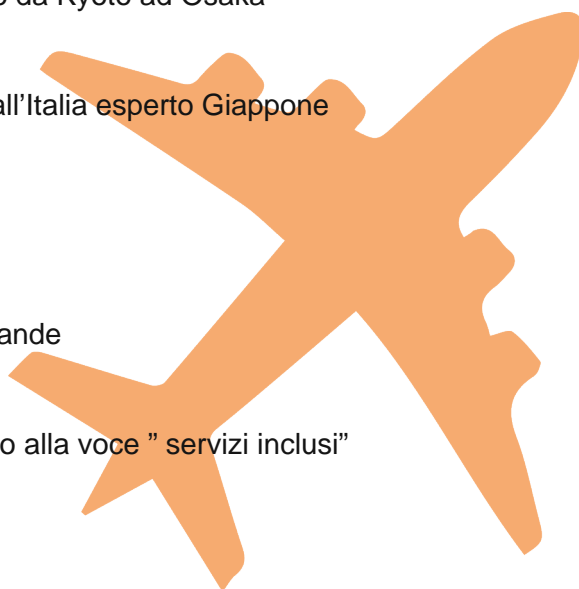 da Kyoto ad Osaka
all’Italia esperto Giappone
ande
o alla voce ” servizi inclusi”